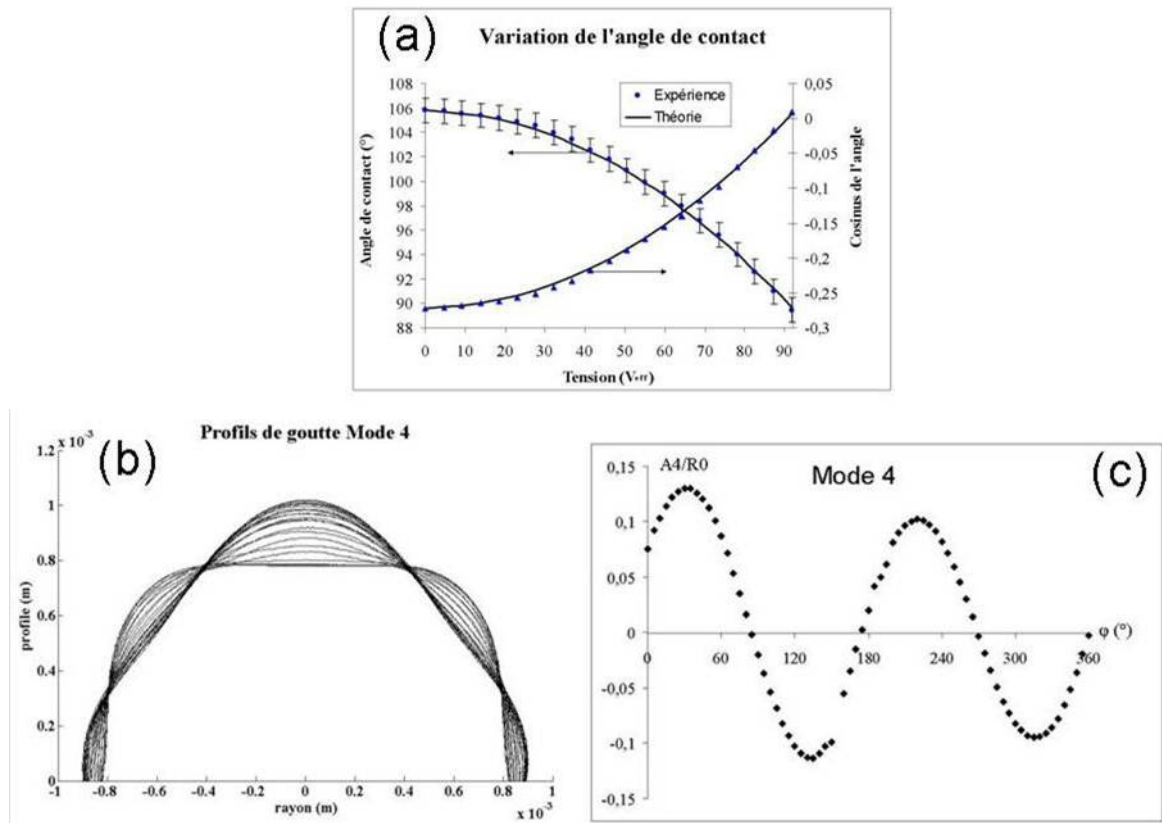 (a) Variation de l'angle de contact
Expérience
Théorie
Angle de contact (°)
108
106
104
102
100
98
96
94
92
90
88
0 10 20 30 40 50 60 70 80 90
Tension (Veff)
0,05
0
-0,05
-0,1
-0,15
-0,2
-0,25
-0,3
Cosinus de l'angle
(b) Profils de goutte Mode 4
x 10-3
profile (m)
1.2
1
0.8
0.6
0.4
0.2
0
-1 -0.8 -0.6 -0.4 -0.2 0 0.2 0.4 0.6 0.8 1
rayon (m)
x 10-3
(c)
Mode 4
A4/R0
0,15
0,1
0,05
0
-0,05
-0,1
-0,15
0 60 120 180 240 300 360
φ (°)